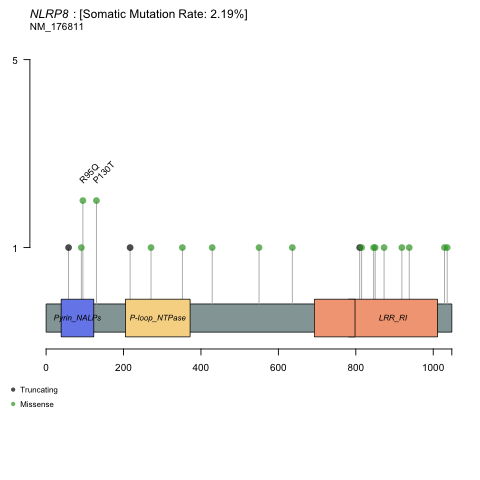 NLRP8 : [Somatic Mutation Rate: 2.19%]
NM_176811
5
R95Q
P130T
1
Pyrin_NALPs
P-loop_NTPase
LRR_RI
0 200 400 600 800 1000
Truncating
Missense